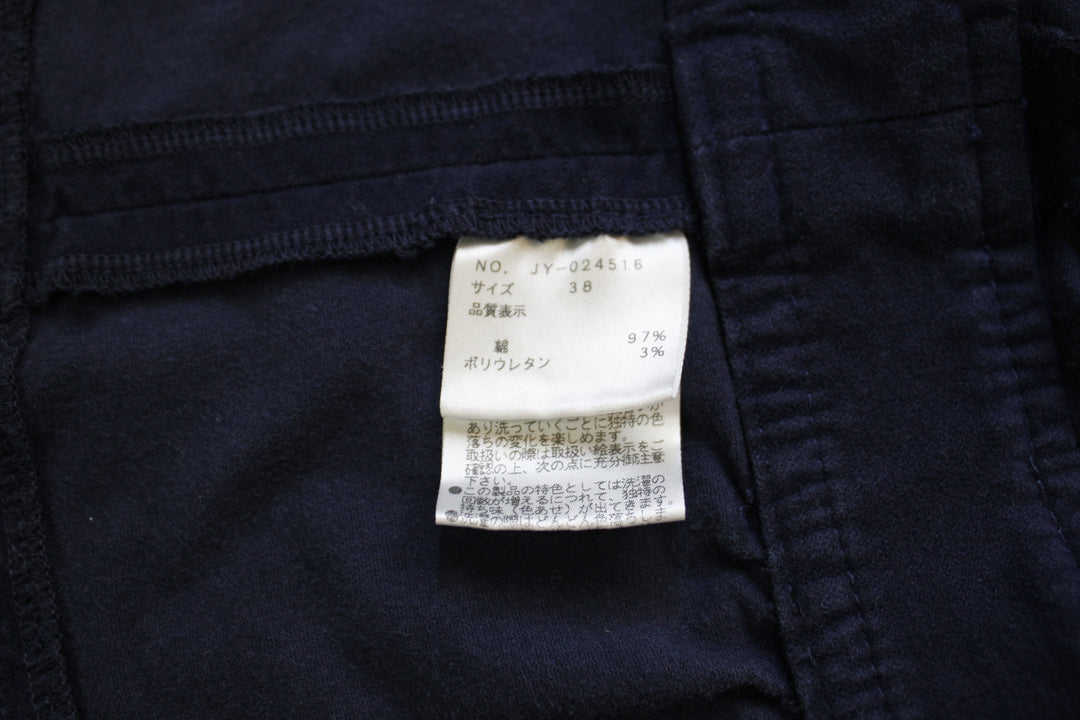 NO. JY-024516
サイズ 38
品質表示
綿 97%
ポリウレタン 3%
あり洗っていくごとに独特の色
落ちの変化を楽しめます。
取扱いの際は取扱い絵表示をご
確認の上、次の点に充分御注意
下さい。
●この製品の特色としては洗濯の
回数が増えるにつれて、独特の
持ち味（色あせ）が出てきます。